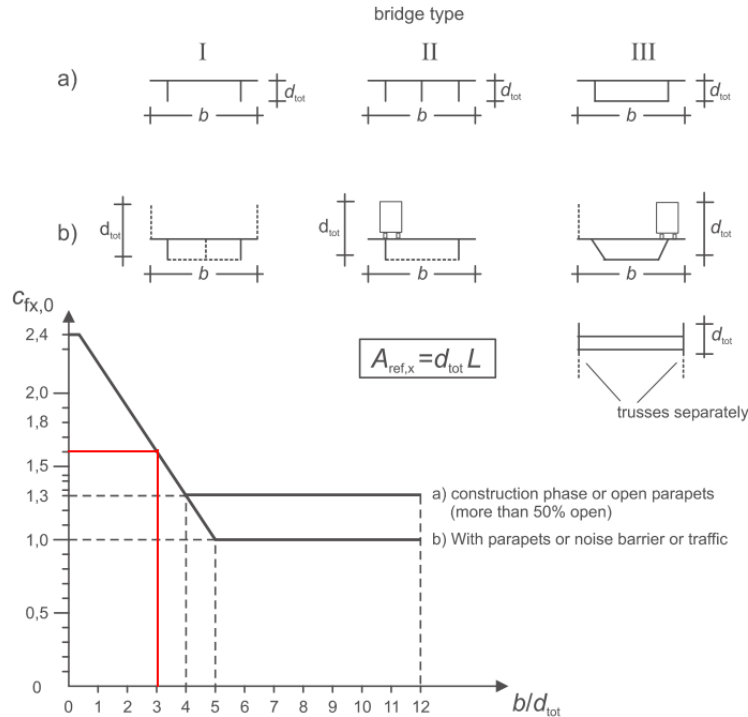 bridge type
I II III
a)
d_tot d_tot d_tot
b b b
b)
d_tot d_tot d_tot
b b b
c_fx,0
2,4
A_ref,x = d_tot L
d_tot
2,0
trusses separately
1,8
1,5
1,3
a) construction phase or open parapets
(more than 50% open)
1,0
b) With parapets or noise barrier or traffic
0,5
0
0 1 2 3 4 5 6 7 8 9 10 11 12
b/d_tot